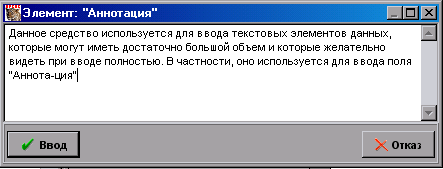 Элемент: "Аннотация"
Данное средство используется для ввода текстовых элементов данных,
которые могут иметь достаточно большой объем и которые желательно
видеть при вводе полностью. В частности, оно используется для ввода поля
"Аннота-ция"
Ввод
Отказ